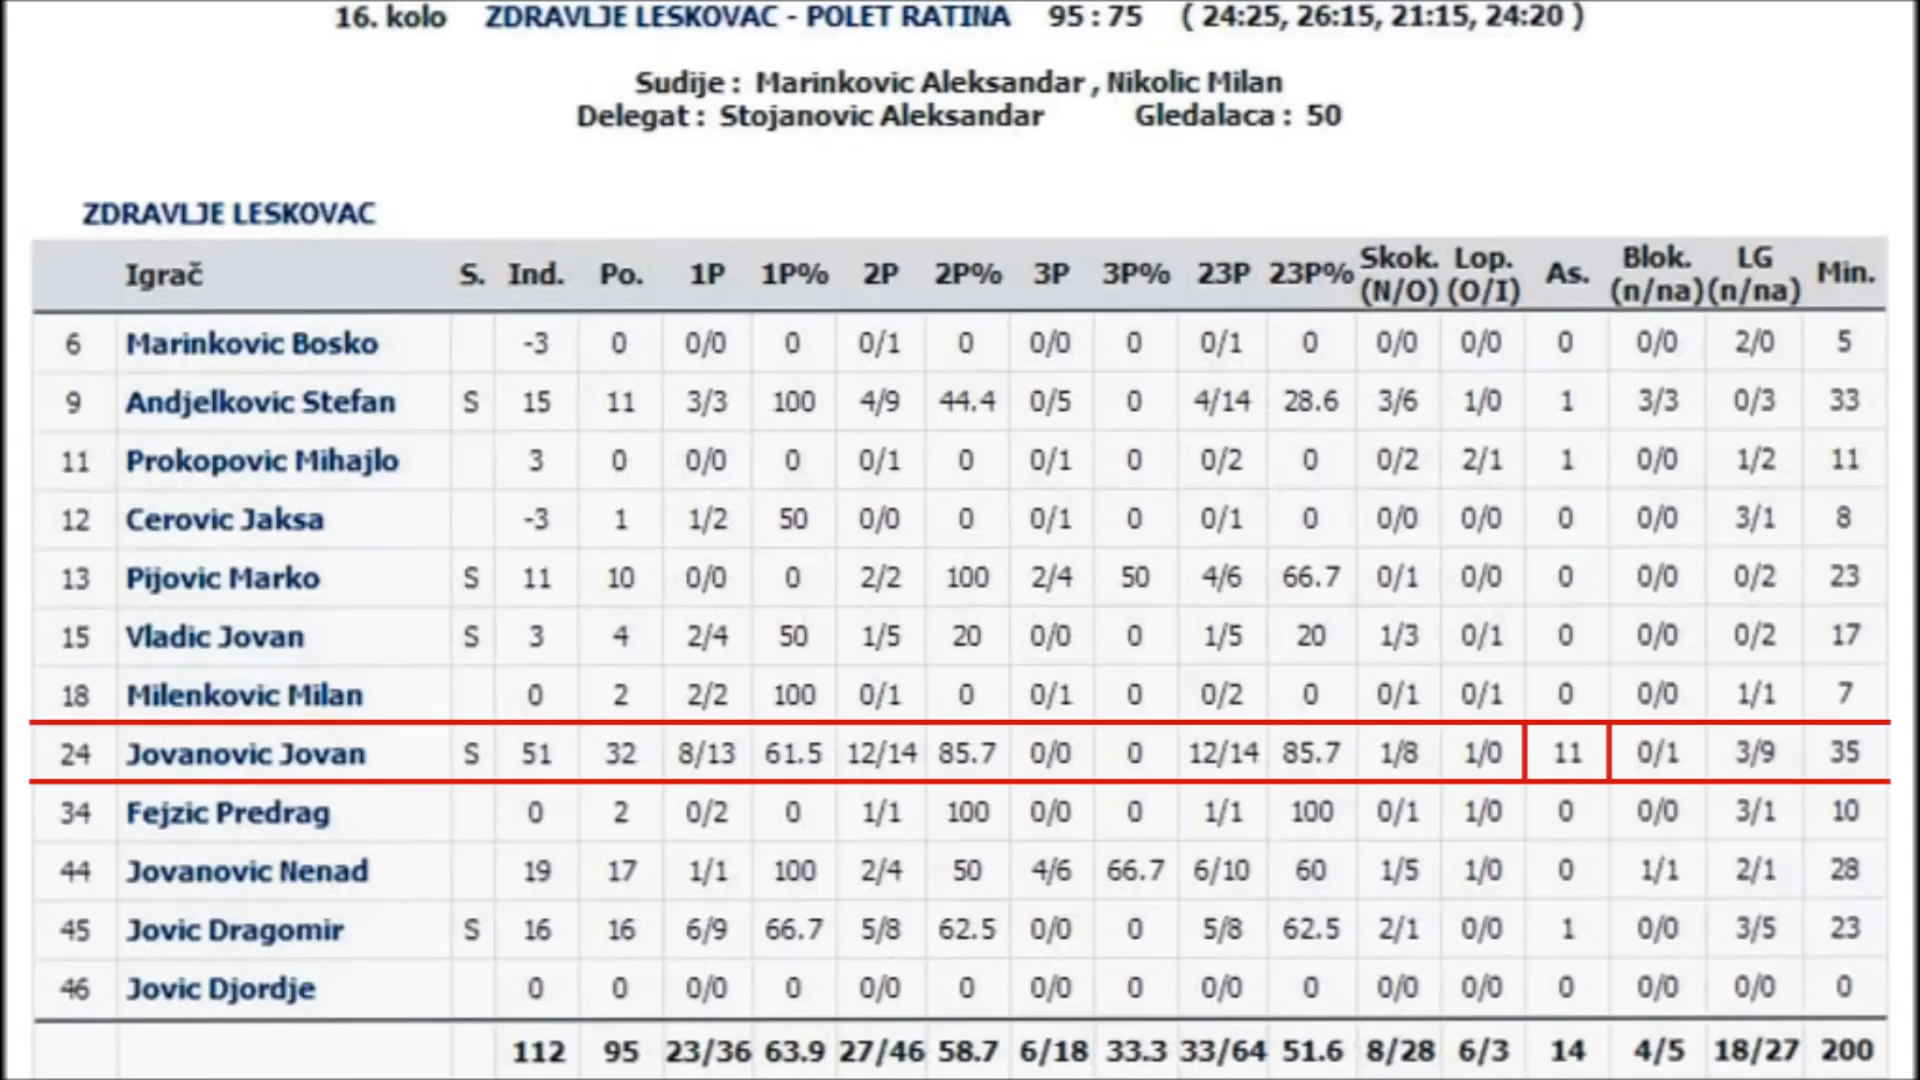 16. kolo ZDRAVLJE LESKOVAC - POLET RATINA 95 : 75 ( 24:25, 26:15, 21:15, 24:20 )
Sudije : Marinkovic Aleksandar , Nikolic Milan
Delegat : Stojanovic Aleksandar Gledalaca : 50
ZDRAVLJE LESKOVAC
Igrač S. Ind. Po. 1P 1P% 2P 2P% 3P 3P% 23P 23P% Skok. (N/O) Lop. (O/I) As. Blok. (n/na) LG (n/na) Min.
6 Marinkovic Bosko -3 0 0/0 0 0/1 0 0/0 0 0/1 0 0/0 0/0 0 0/0 2/0 5
9 Andjelkovic Stefan S 15 11 3/3 100 4/9 44.4 0/5 0 4/14 28.6 3/6 1/0 1 3/3 0/3 33
11 Prokopovic Mihajlo 3 0 0/0 0 0/1 0 0/1 0 0/2 0 0/2 2/1 1 0/0 1/2 11
12 Cerovic Jaksa -3 1 1/2 50 0/0 0 0/1 0 0/1 0 0/0 0/0 0 0/0 3/1 8
13 Pijovic Marko S 11 10 0/0 0 2/2 100 2/4 50 4/6 66.7 0/1 0/0 0 0/0 0/2 23
15 Vladic Jovan S 3 4 2/4 50 1/5 20 0/0 0 1/5 20 1/3 0/1 0 0/0 0/2 17
18 Milenkovic Milan 0 2 2/2 100 0/1 0 0/1 0 0/2 0 0/1 0/1 0 0/0 1/1 7
24 Jovanovic Jovan S 51 32 8/13 61.5 12/14 85.7 0/0 0 12/14 85.7 1/8 1/0 11 0/1 3/9 35
34 Fejzic Predrag 0 2 0/2 0 1/1 100 0/0 0 1/1 100 0/1 1/0 0 0/0 3/1 10
44 Jovanovic Nenad 19 17 1/1 100 2/4 50 4/6 66.7 6/10 60 1/5 1/0 0 1/1 2/1 28
45 Jovic Dragomir S 16 16 6/9 66.7 5/8 62.5 0/0 0 5/8 62.5 2/1 0/0 1 0/0 3/5 23
46 Jovic Djordje 0 0 0/0 0 0/0 0 0/0 0 0/0 0 0/0 0/0 0 0/0 0/0 0
112 95 23/36 63.9 27/46 58.7 6/18 33.3 33/64 51.6 8/28 6/3 14 4/5 18/27 200